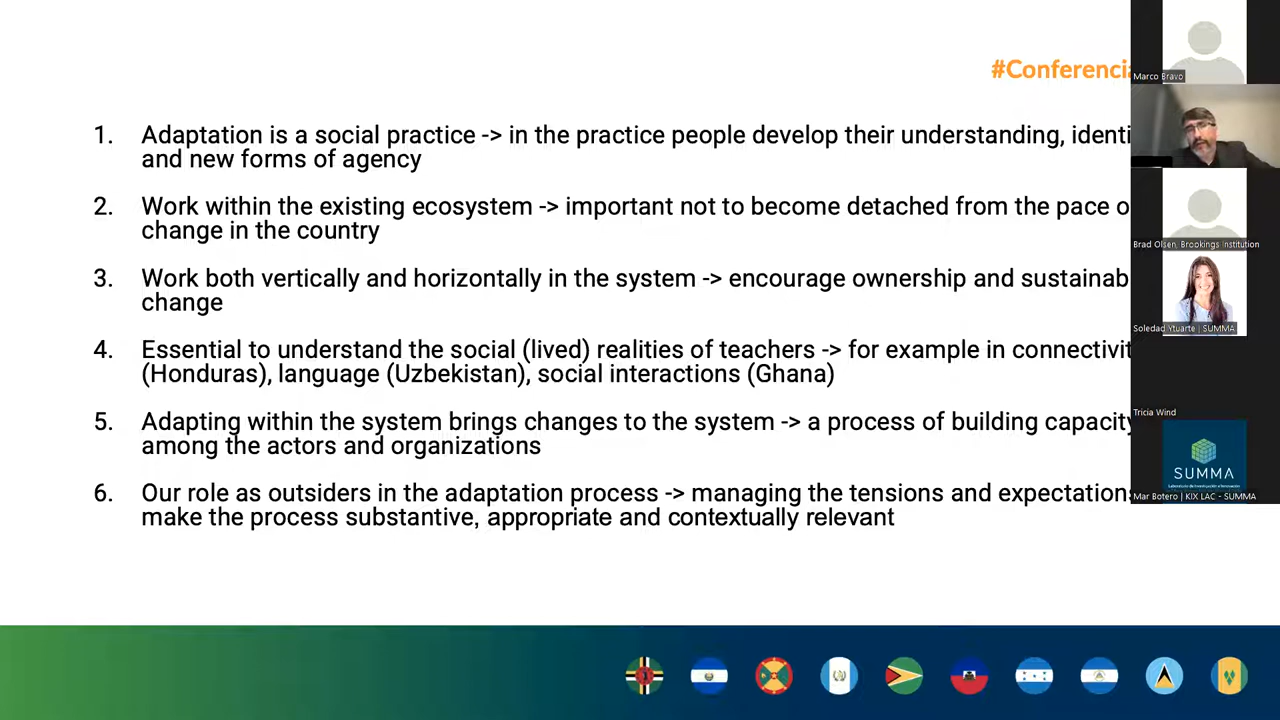 #Conferencia
1. Adaptation is a social practice -> in the practice people develop their understanding, identi
and new forms of agency
2. Work within the existing ecosystem -> important not to become detached from the pace o
change in the country
3. Work both vertically and horizontally in the system -> encourage ownership and sustainab
change
4. Essential to understand the social (lived) realities of teachers -> for example in connectivit
(Honduras), language (Uzbekistan), social interactions (Ghana)
5. Adapting within the system brings changes to the system -> a process of building capacity
among the actors and organizations
6. Our role as outsiders in the adaptation process -> managing the tensions and expectations
make the process substantive, appropriate and contextually relevant
Marco Bravo
Brad Olsen, Brookings Institution
Soledad Ytuarte | SUMMA
Tricia Wind
SUMMA
Mar Botero | KIX LAC - SUMMA